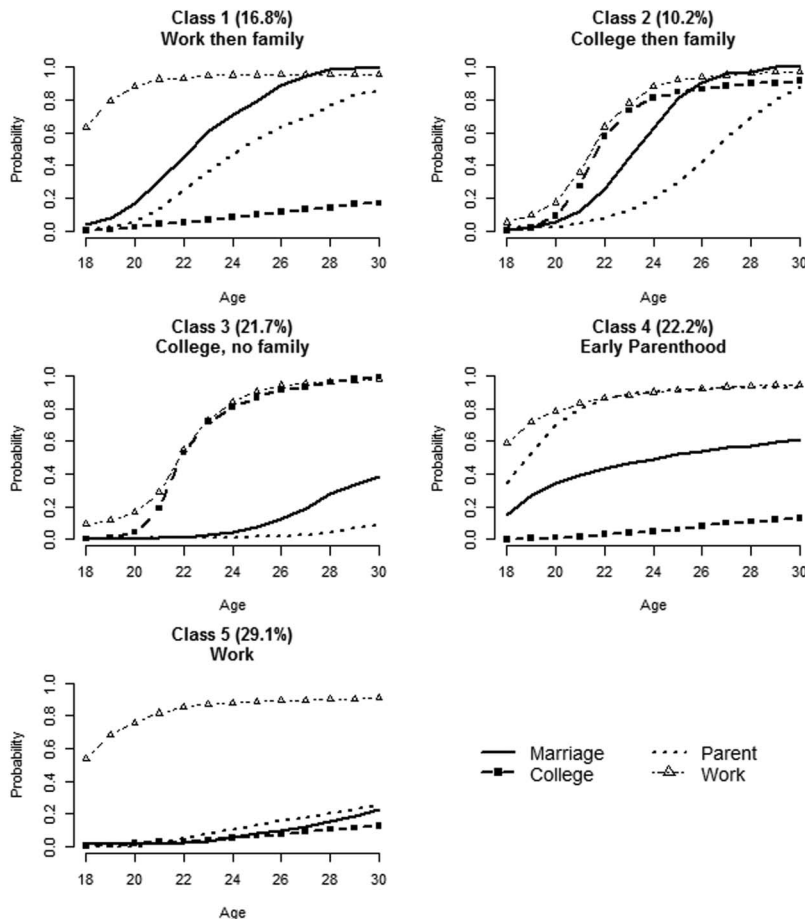 Class 1 (16.8%)
Work then family
Probability
0.0 0.2 0.4 0.6 0.8 1.0
18 20 22 24 26 28 30
Age
Class 2 (10.2%)
College then family
Probability
0.0 0.2 0.4 0.6 0.8 1.0
18 20 22 24 26 28 30
Age
Class 3 (21.7%)
College, no family
Probability
0.0 0.2 0.4 0.6 0.8 1.0
18 20 22 24 26 28 30
Age
Class 4 (22.2%)
Early Parenthood
Probability
0.0 0.2 0.4 0.6 0.8 1.0
18 20 22 24 26 28 30
Age
Class 5 (29.1%)
Work
Probability
0.0 0.2 0.4 0.6 0.8 1.0
18 20 22 24 26 28 30
Age
Marriage Parent
College Work